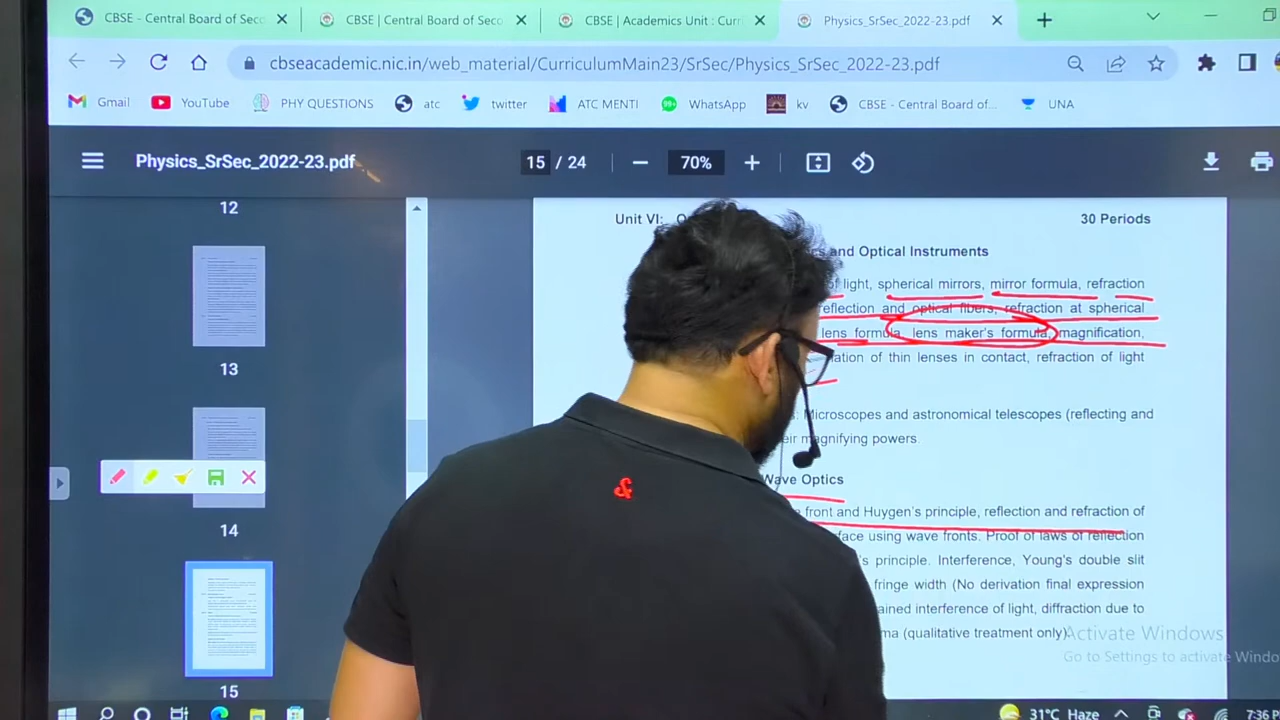 CBSE - Central Board of Seco
CBSE | Central Board of Seco
CBSE | Academics Unit : Curr
Physics_SrSec_2022-23.pdf
cbseacademic.nic.in/web_material/CurriculumMain23/SrSec/Physics_SrSec_2022-23.pdf
Gmail
YouTube
PHY QUESTIONS
atc
twitter
ATC MENTI
99+
WhatsApp
kv
CBSE - Central Board of...
UNA
Physics_SrSec_2022-23.pdf
15 / 24
70%
12
13
14
15
Unit VI:
30 Periods
and Optical Instruments
light, spherical mirrors, mirror formula, refraction
reflection and optical fibers, refraction at spherical
lens formula, lens maker's formula, magnification,
of thin lenses in contact, refraction of light
Microscopes and astronomical telescopes (reflecting and
magnifying powers.
Wave Optics
front and Huygen's principle, reflection and refraction of
using wave fronts. Proof of laws of reflection
principle. Interference, Young's double slit
fringe width (No derivation final expression
interference of light, diffraction due to
(qualitative treatment only).
Activate Windows
Go to Settings to activate Windo
31°C Haze
7:36 P